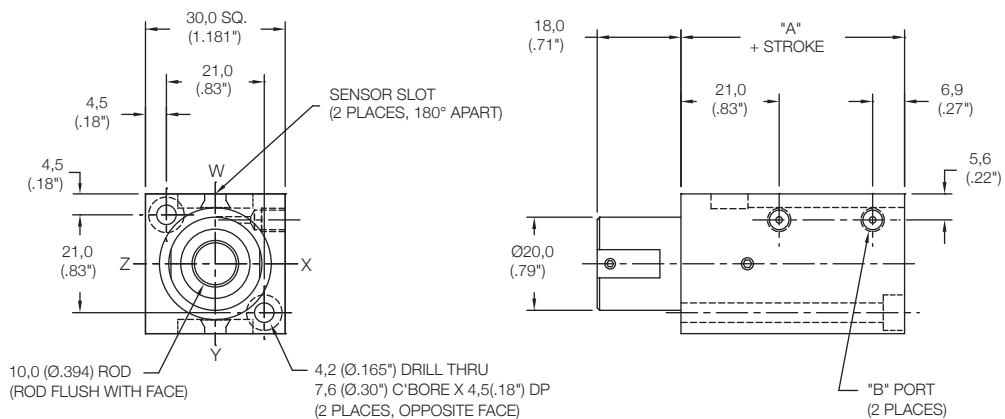 30,0 SQ.
(1.181")
21,0
(.83")
4,5
(.18")
SENSOR SLOT
(2 PLACES, 180° APART)
4,5
(.18")
W
21,0
(.83")
Z
X
Y
10,0 (Ø.394) ROD
(ROD FLUSH WITH FACE)
4,2 (Ø.165") DRILL THRU
7,6 (Ø.30") C'BORE X 4,5(.18") DP
(2 PLACES, OPPOSITE FACE)
18,0
(.71")
"A"
+ STROKE
21,0
(.83")
6,9
(.27")
5,6
(.22")
Ø20,0
(.79")
"B" PORT
(2 PLACES)